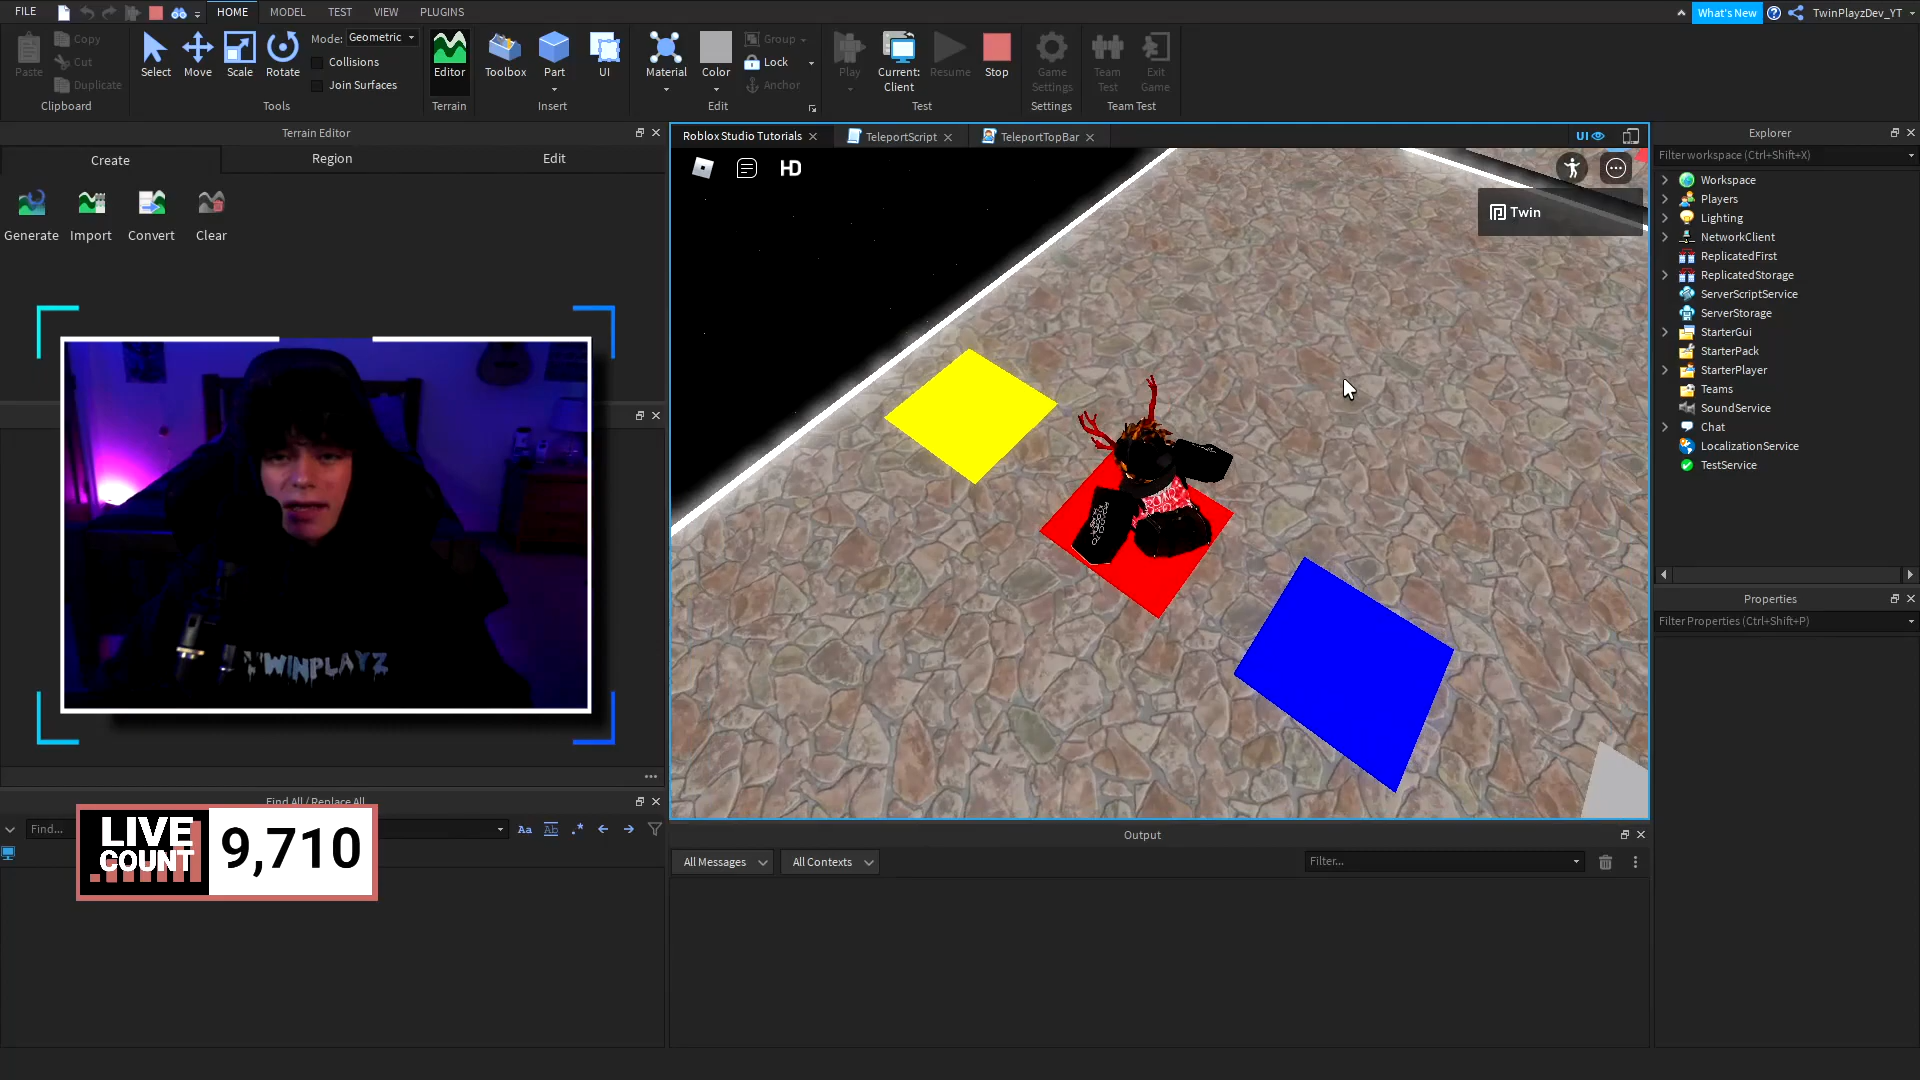 FILE
HOME
MODEL
TEST
VIEW
PLUGINS
What's New
TwinPlayzDev_YT
Paste
Copy
Cut
Duplicate
Clipboard
Select
Move
Scale
Rotate
Mode: Geometric
Collisions
Join Surfaces
Tools
Editor
Terrain
Toolbox
Part
UI
Insert
Material
Color
Group
Lock
Anchor
Edit
Play
Current:
Client
Resume
Stop
Test
Game
Settings
Settings
Team
Test
Exit
Game
Team Test
Terrain Editor
Create
Region
Edit
Generate
Import
Convert
Clear
TWINPLAYZ
Find All / Replace All
Find...
Aa
Ab
LIVE
COUNT
9,710
Roblox Studio Tutorials
TeleportScript
TeleportTopBar
UI
HD
Twin
Output
All Messages
All Contexts
Filter...
Explorer
Filter workspace (Ctrl+Shift+X)
Workspace
Players
Lighting
NetworkClient
ReplicatedFirst
ReplicatedStorage
ServerScriptService
ServerStorage
StarterGui
StarterPack
StarterPlayer
Teams
SoundService
Chat
LocalizationService
TestService
Properties
Filter Properties (Ctrl+Shift+P)